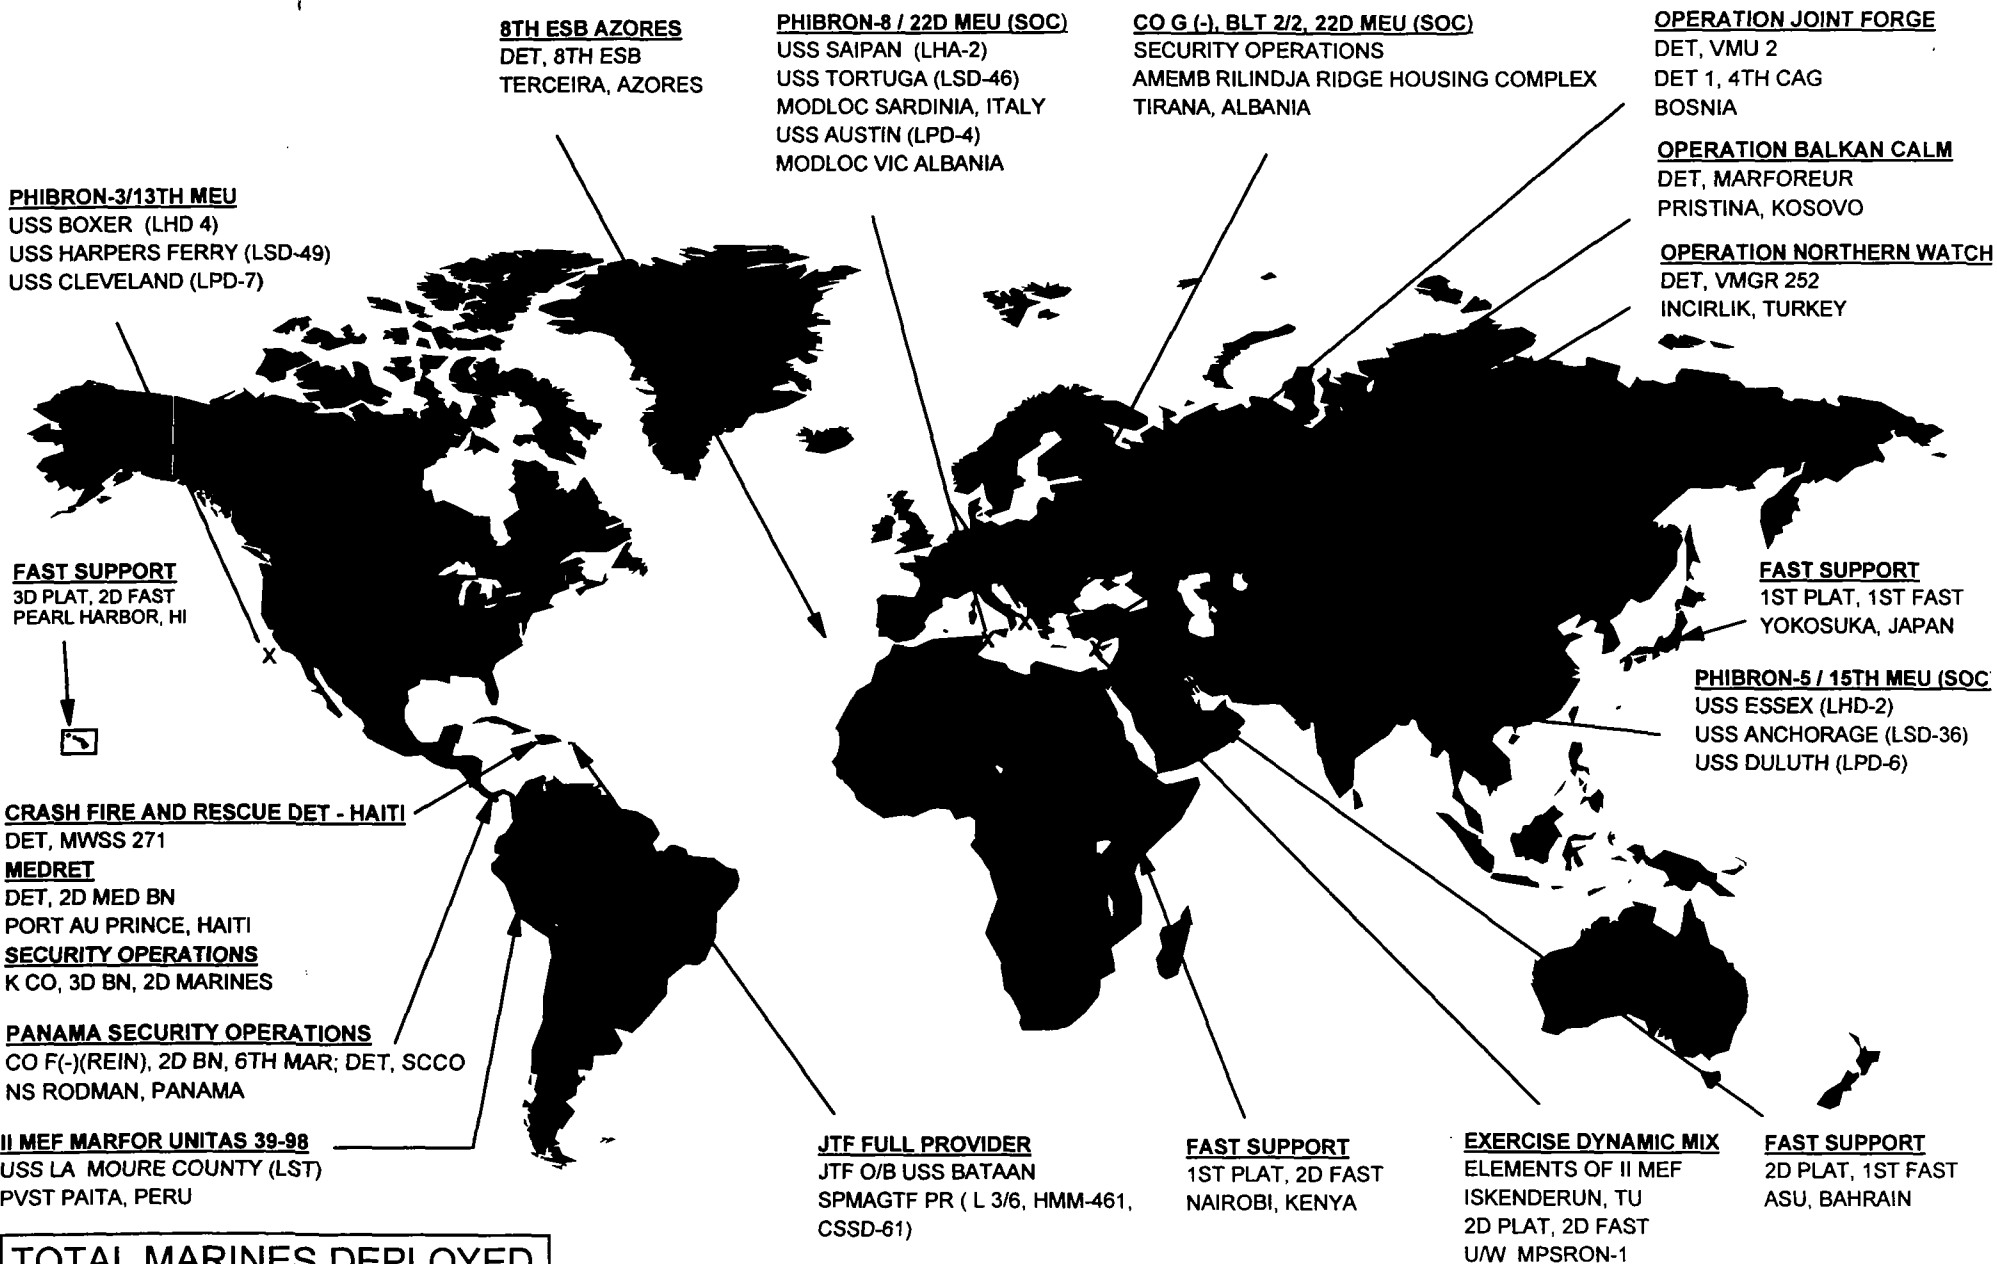 8TH ESB AZORES
DET, 8TH ESB
TERCEIRA, AZORES
PHIBRON-8 / 22D MEU (SOC)
USS SAIPAN (LHA-2)
USS TORTUGA (LSD-46)
MODLOC SARDINIA, ITALY
USS AUSTIN (LPD-4)
MODLOC VIC ALBANIA
CO G (-), BLT 2/2, 22D MEU (SOC)
SECURITY OPERATIONS
AMEMB RILINDJA RIDGE HOUSING COMPLEX
TIRANA, ALBANIA
OPERATION JOINT FORGE
DET, VMU 2
DET 1, 4TH CAG
BOSNIA
OPERATION BALKAN CALM
DET, MARFOREUR
PRISTINA, KOSOVO
OPERATION NORTHERN WATCH
DET, VMGR 252
INCIRLIK, TURKEY
PHIBRON-3/13TH MEU
USS BOXER (LHD 4)
USS HARPERS FERRY (LSD-49)
USS CLEVELAND (LPD-7)
FAST SUPPORT
3D PLAT, 2D FAST
PEARL HARBOR, HI
X
X
X
X
FAST SUPPORT
1ST PLAT, 1ST FAST
YOKOSUKA, JAPAN
PHIBRON-5 / 15TH MEU (SOC
USS ESSEX (LHD-2)
USS ANCHORAGE (LSD-36)
USS DULUTH (LPD-6)
CRASH FIRE AND RESCUE DET - HAITI
DET, MWSS 271
MEDRET
DET, 2D MED BN
PORT AU PRINCE, HAITI
SECURITY OPERATIONS
K CO, 3D BN, 2D MARINES
PANAMA SECURITY OPERATIONS
CO F(-)(REIN), 2D BN, 6TH MAR; DET, SCCO
NS RODMAN, PANAMA
II MEF MARFOR UNITAS 39-98
USS LA MOURE COUNTY (LST)
PVST PAITA, PERU
JTF FULL PROVIDER
JTF O/B USS BATAAN
SPMAGTF PR ( L 3/6, HMM-461,
CSSD-61)
FAST SUPPORT
1ST PLAT, 2D FAST
NAIROBI, KENYA
EXERCISE DYNAMIC MIX
ELEMENTS OF II MEF
ISKENDERUN, TU
2D PLAT, 2D FAST
U/W MPSRON-1
FAST SUPPORT
2D PLAT, 1ST FAST
ASU, BAHRAIN
TOTAL MARINES DEPLOYED